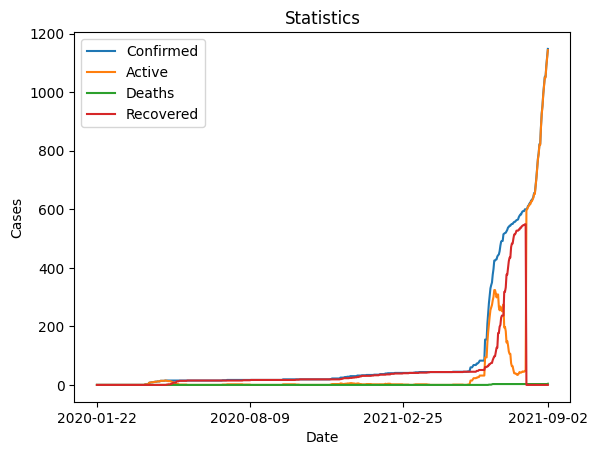 Statistics
Confirmed
Active
Deaths
Recovered
Cases
1200
1000
800
600
400
200
0
2020-01-22
2020-08-09
2021-02-25
2021-09-02
Date